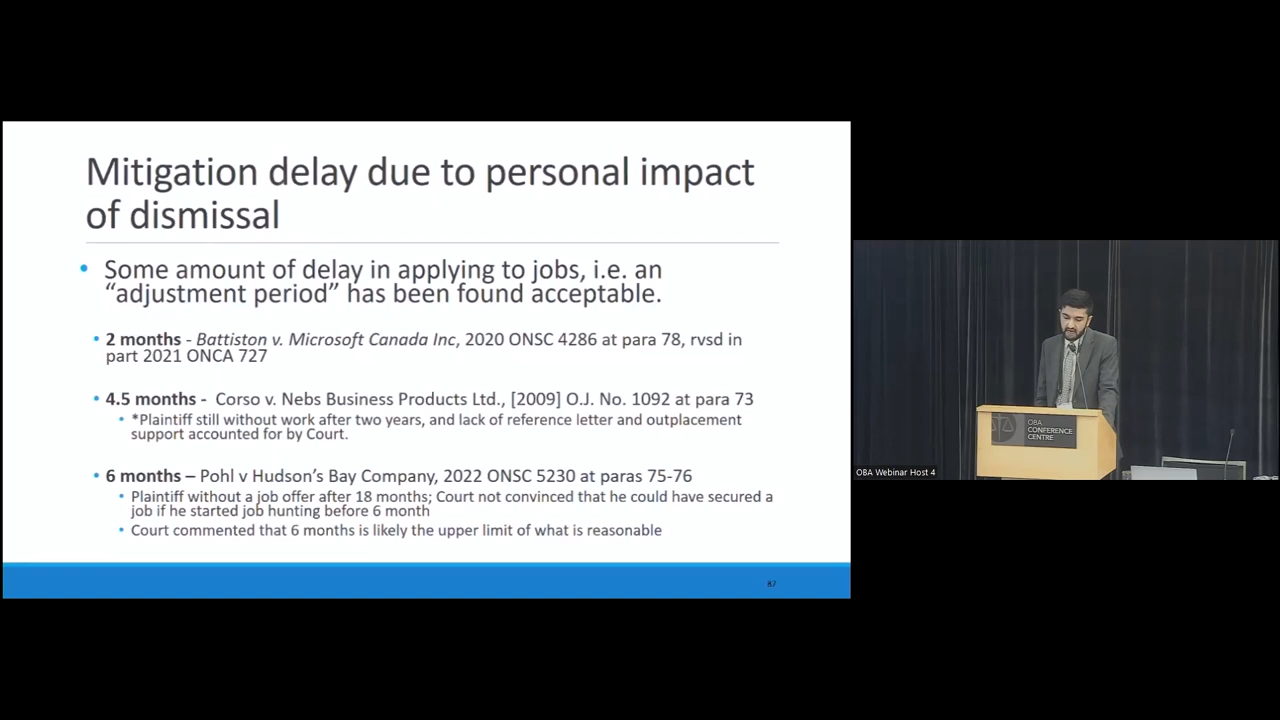 Mitigation delay due to personal impact
of dismissal
• Some amount of delay in applying to jobs, i.e. an
“adjustment period” has been found acceptable.
• 2 months - Battiston v. Microsoft Canada Inc, 2020 ONSC 4286 at para 78, rvsd in
part 2021 ONCA 727
• 4.5 months - Corso v. Nebs Business Products Ltd., [2009] O.J. No. 1092 at para 73
• *Plaintiff still without work after two years, and lack of reference letter and outplacement
support accounted for by Court.
• 6 months – Pohl v Hudson’s Bay Company, 2022 ONSC 5230 at paras 75-76
• Plaintiff without a job offer after 18 months; Court not convinced that he could have secured a
job if he started job hunting before 6 month
• Court commented that 6 months is likely the upper limit of what is reasonable
87
OBA
CONFERENCE
CENTRE
OBA Webinar Host 4